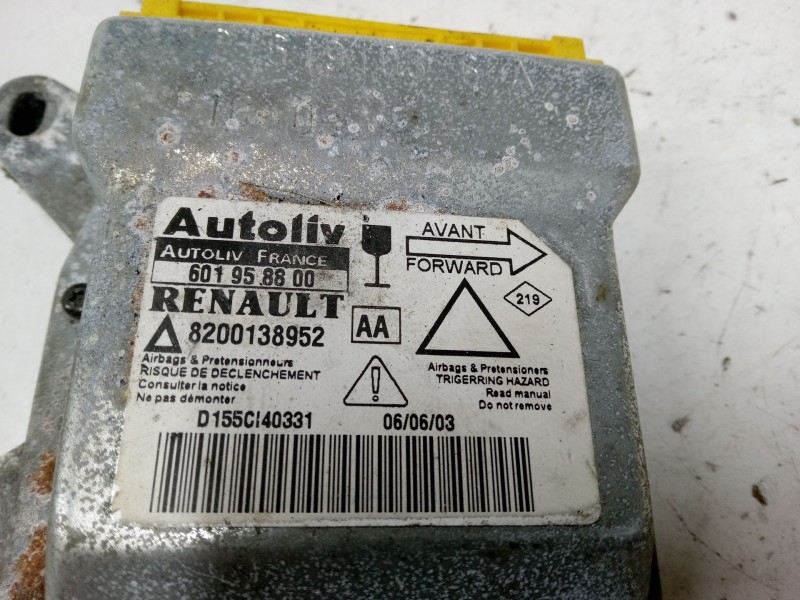 Autoliv
AUTOLIV FRANCE
601 95 88 00
RENAULT
8200138952
AA
AVANT
FORWARD
219
Airbags & Pretensionneurs
RISQUE DE DECLENCHEMENT
Consulter la notice
Ne pas démonter
Airbags & Pretensioners
TRIGERRING HAZARD
Read manual
Do not remove
D155CI40331 06/06/03